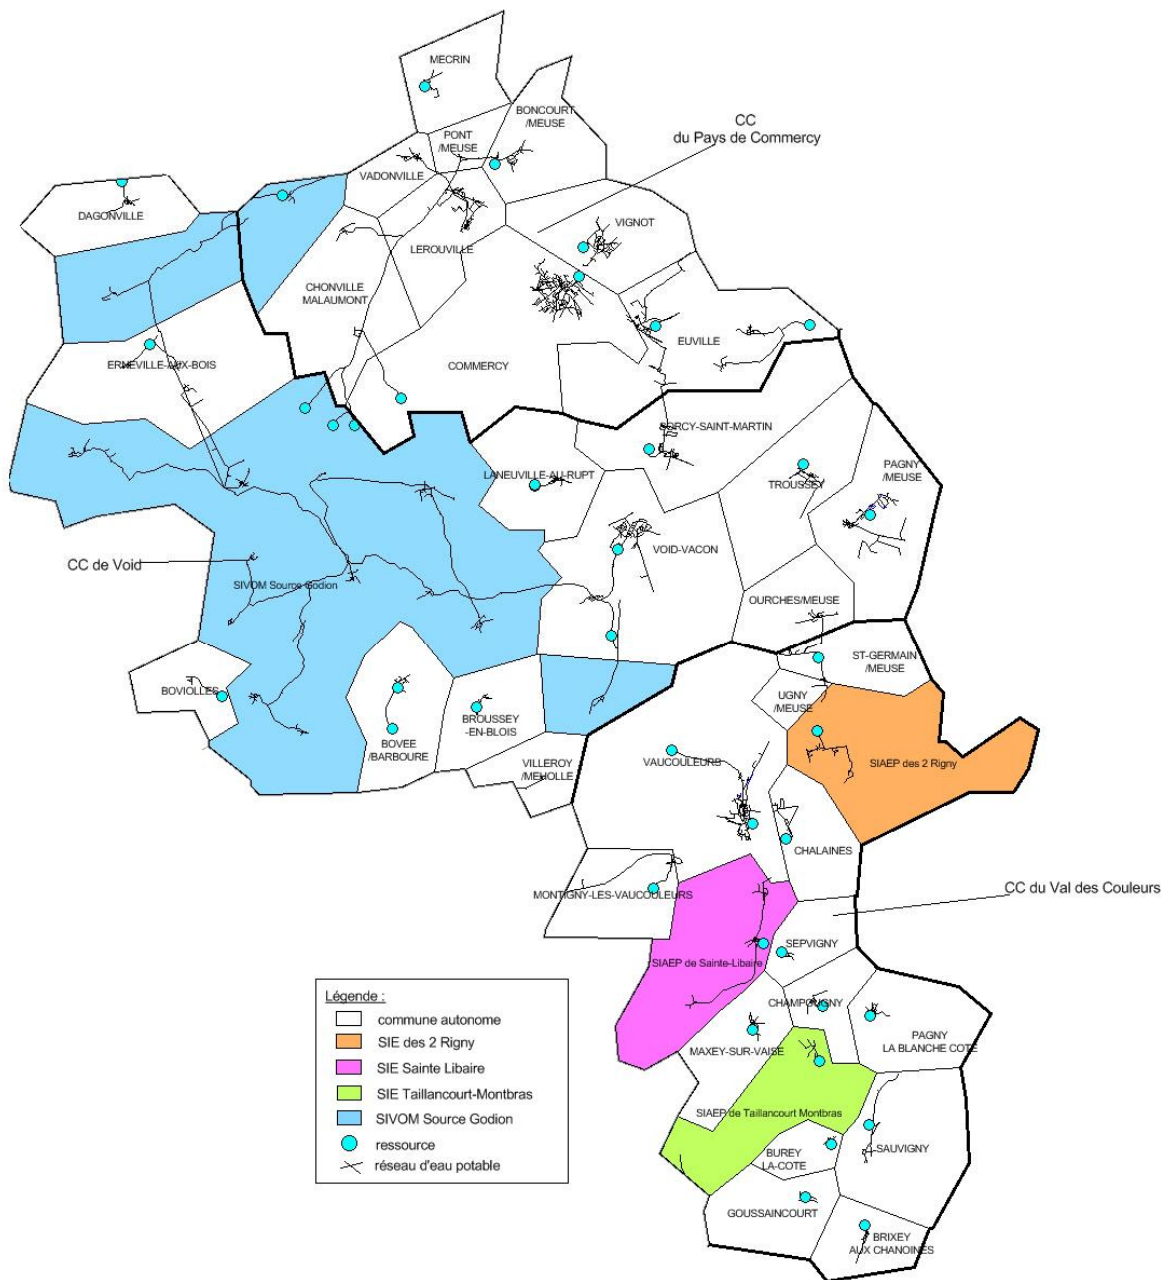 MECRIN
BONCOURT
/MEUSE
CC
du Pays de Commercy
PONT
/MEUSE
VADONVILLE
DAGONVILLE
VIGNOT
LEROUVILLE
CHONVILLE
MALAUMONT
EUVILLE
ERNEVILLE-AUX-BOIS
COMMERCY
SORCY-SAINT-MARTIN
LANEUVILLE-AU-RUPT
TROUSSEY
PAGNY
/MEUSE
VOID-VACON
CC de Void
SIVOM Source Godion
OURCHES/MEUSE
ST-GERMAIN
/MEUSE
BOVIOLLES
UGNY
/MEUSE
BROUSSEY
-EN-BLOIS
BOVEE
/BARBOURE
VILLEROY
/MEHOLLE
VAUCOULEURS
SIAEP des 2 Rigny
CHALAINES
MONTIGNY-LES-VAUCOULEURS
CC du Val des Couleurs
SEPVIGNY
SIAEP de Sainte-Libaire
CHAMPOUGNY
PAGNY
LA BLANCHE COTE
MAXEY-SUR-VAISE
SIAEP de Taillancourt Montbras
BUREY
LA-COTE
SAUVIGNY
GOUSSAINCOURT
BRIXEY
AUX CHANOINES
Légende :
commune autonome
SIE des 2 Rigny
SIE Sainte Libaire
SIE Taillancourt-Montbras
SIVOM Source Godion
ressource
réseau d'eau potable